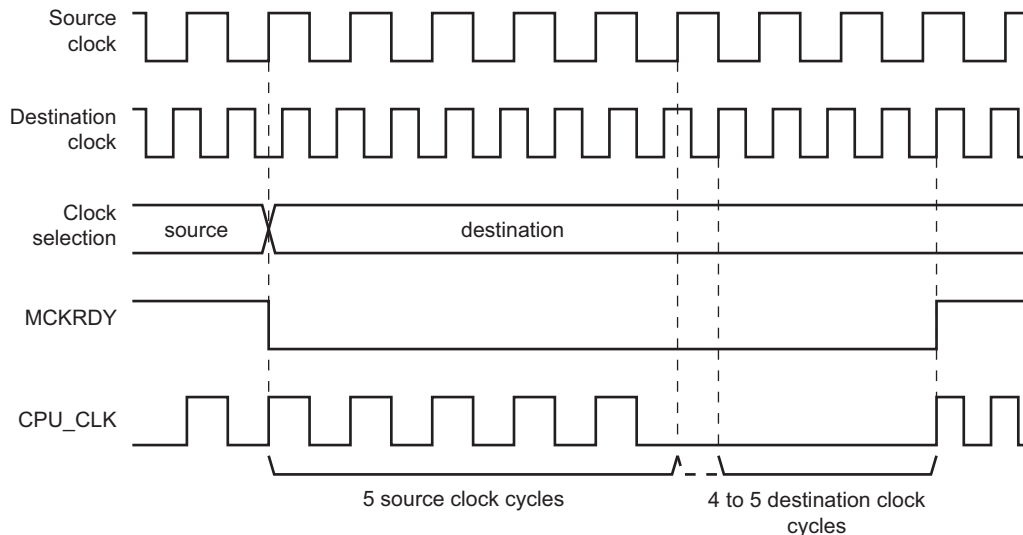 Source
clock
Destination
clock
Clock
selection
source
destination
MCKRDY
CPU_CLK
5 source clock cycles
4 to 5 destination clock
cycles